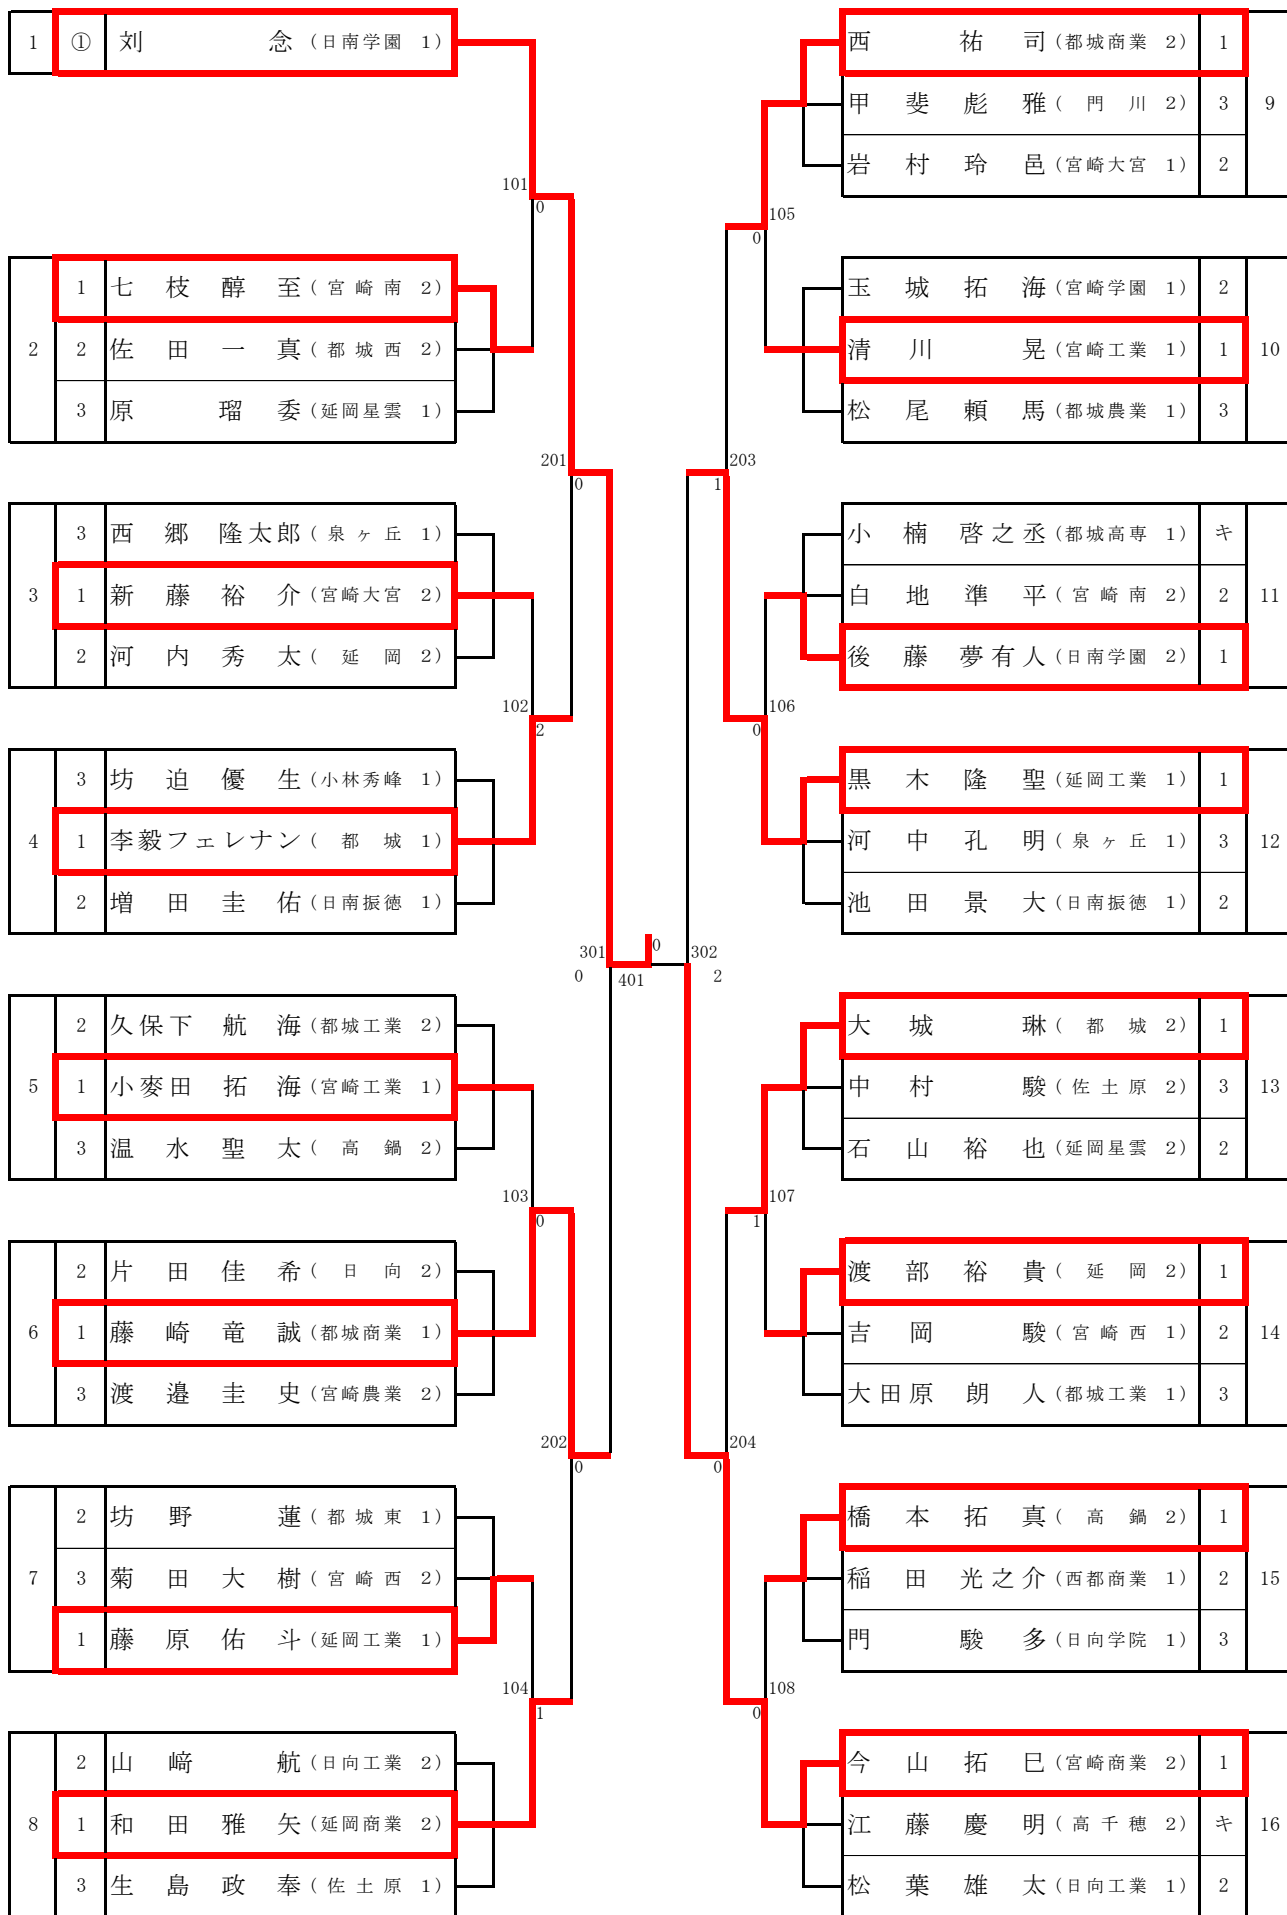 1 ① 刘 念 (日南学園 1)
2 1 七枝醇至 (宮崎南 2)
2 佐田一真 (都城西 2)
3 原 瑠委 (延岡星雲 1)
3 3 西郷隆太郎 (泉ヶ丘 1)
1 新藤裕介 (宮崎大宮 2)
2 河内秀太 (延岡 2)
4 3 坊迫優生 (小林秀峰 1)
1 李毅フェレナン (都城 1)
2 増田圭佑 (日南振徳 1)
5 2 久保下航海 (都城工業 2)
1 小麥田拓海 (宮崎工業 1)
3 温水聖太 (高鍋 2)
6 2 片田佳希 (日向 2)
1 藤崎竜誠 (都城商業 1)
3 渡邉圭史 (宮崎農業 2)
7 2 坊野 蓮 (都城東 1)
3 菊田大樹 (宮崎西 2)
1 藤原佑斗 (延岡工業 1)
8 2 山﨑 航 (日向工業 2)
1 和田雅矢 (延岡商業 2)
3 生島政奉 (佐土原 1)
101
0
201
0
102
2
301
0
401
0
103
0
202
0
104
1
西 祐司 (都城商業 2) 1
甲斐彪雅 (門川 2) 3 9
岩村玲邑 (宮崎大宮 1) 2
玉城拓海 (宮崎学園 1) 2
清川 晃 (宮崎工業 1) 1 10
松尾頼馬 (都城農業 1) 3
小楠啓之丞 (都城高専 1) キ
白地準平 (宮崎南 2) 2 11
後藤夢有人 (日南学園 2) 1
黒木隆聖 (延岡工業 1) 1
河中孔明 (泉ヶ丘 1) 3 12
池田景大 (日南振徳 1) 2
大城 琳 (都城 2) 1
中村 駿 (佐土原 2) 3 13
石山裕也 (延岡星雲 2) 2
渡部裕貴 (延岡 2) 1
吉岡 駿 (宮崎西 1) 2 14
大田原朗人 (都城工業 1) 3
橋本拓真 (高鍋 2) 1
稲田光之介 (西都商業 1) 2 15
門 駿多 (日向学院 1) 3
今山拓巳 (宮崎商業 2) 1
江藤慶明 (高千穂 2) キ 16
松葉雄太 (日向工業 1) 2
105
0
203
1
106
0
302
2
107
1
204
0
108
0